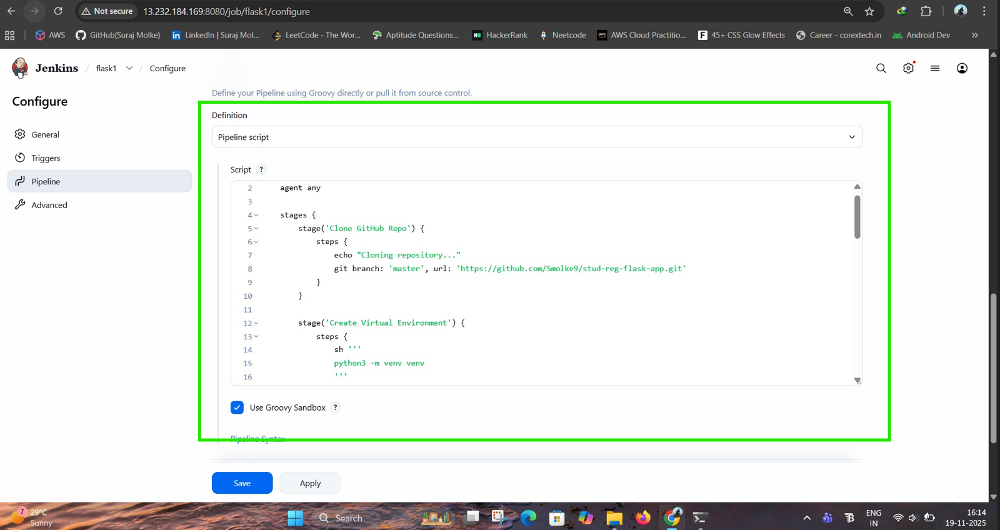 Not secure 13.232.184.169:8080/job/flask1/configure
AWS GitHub(Suraj Molke) LinkedIn | Suraj Mol... LeetCode - The Wor... Aptitude Questions... HackerRank Neetcode AWS Cloud Practitio... 45+ CSS Glow Effects Career - corextech.in Android Dev »
Jenkins / flask1 / Configure
Configure
General
Triggers
Pipeline
Advanced
Define your Pipeline using Groovy directly or pull it from source control.
Definition
Pipeline script
Script ?
2 agent any
3
4 stages {
5 stage('Clone GitHub Repo') {
6 steps {
7 echo "Cloning repository..."
8 git branch: 'master', url: 'https://github.com/Smolke9/stud-reg-flask-app.git'
9 }
10 }
11
12 stage('Create Virtual Environment') {
13 steps {
14 sh '''
15 python3 -m venv venv
16 '''
Use Groovy Sandbox ?
Pipeline Syntax
Save Apply
7 29°C
Sunny
Search
ENG
IN
16:14
19-11-2025